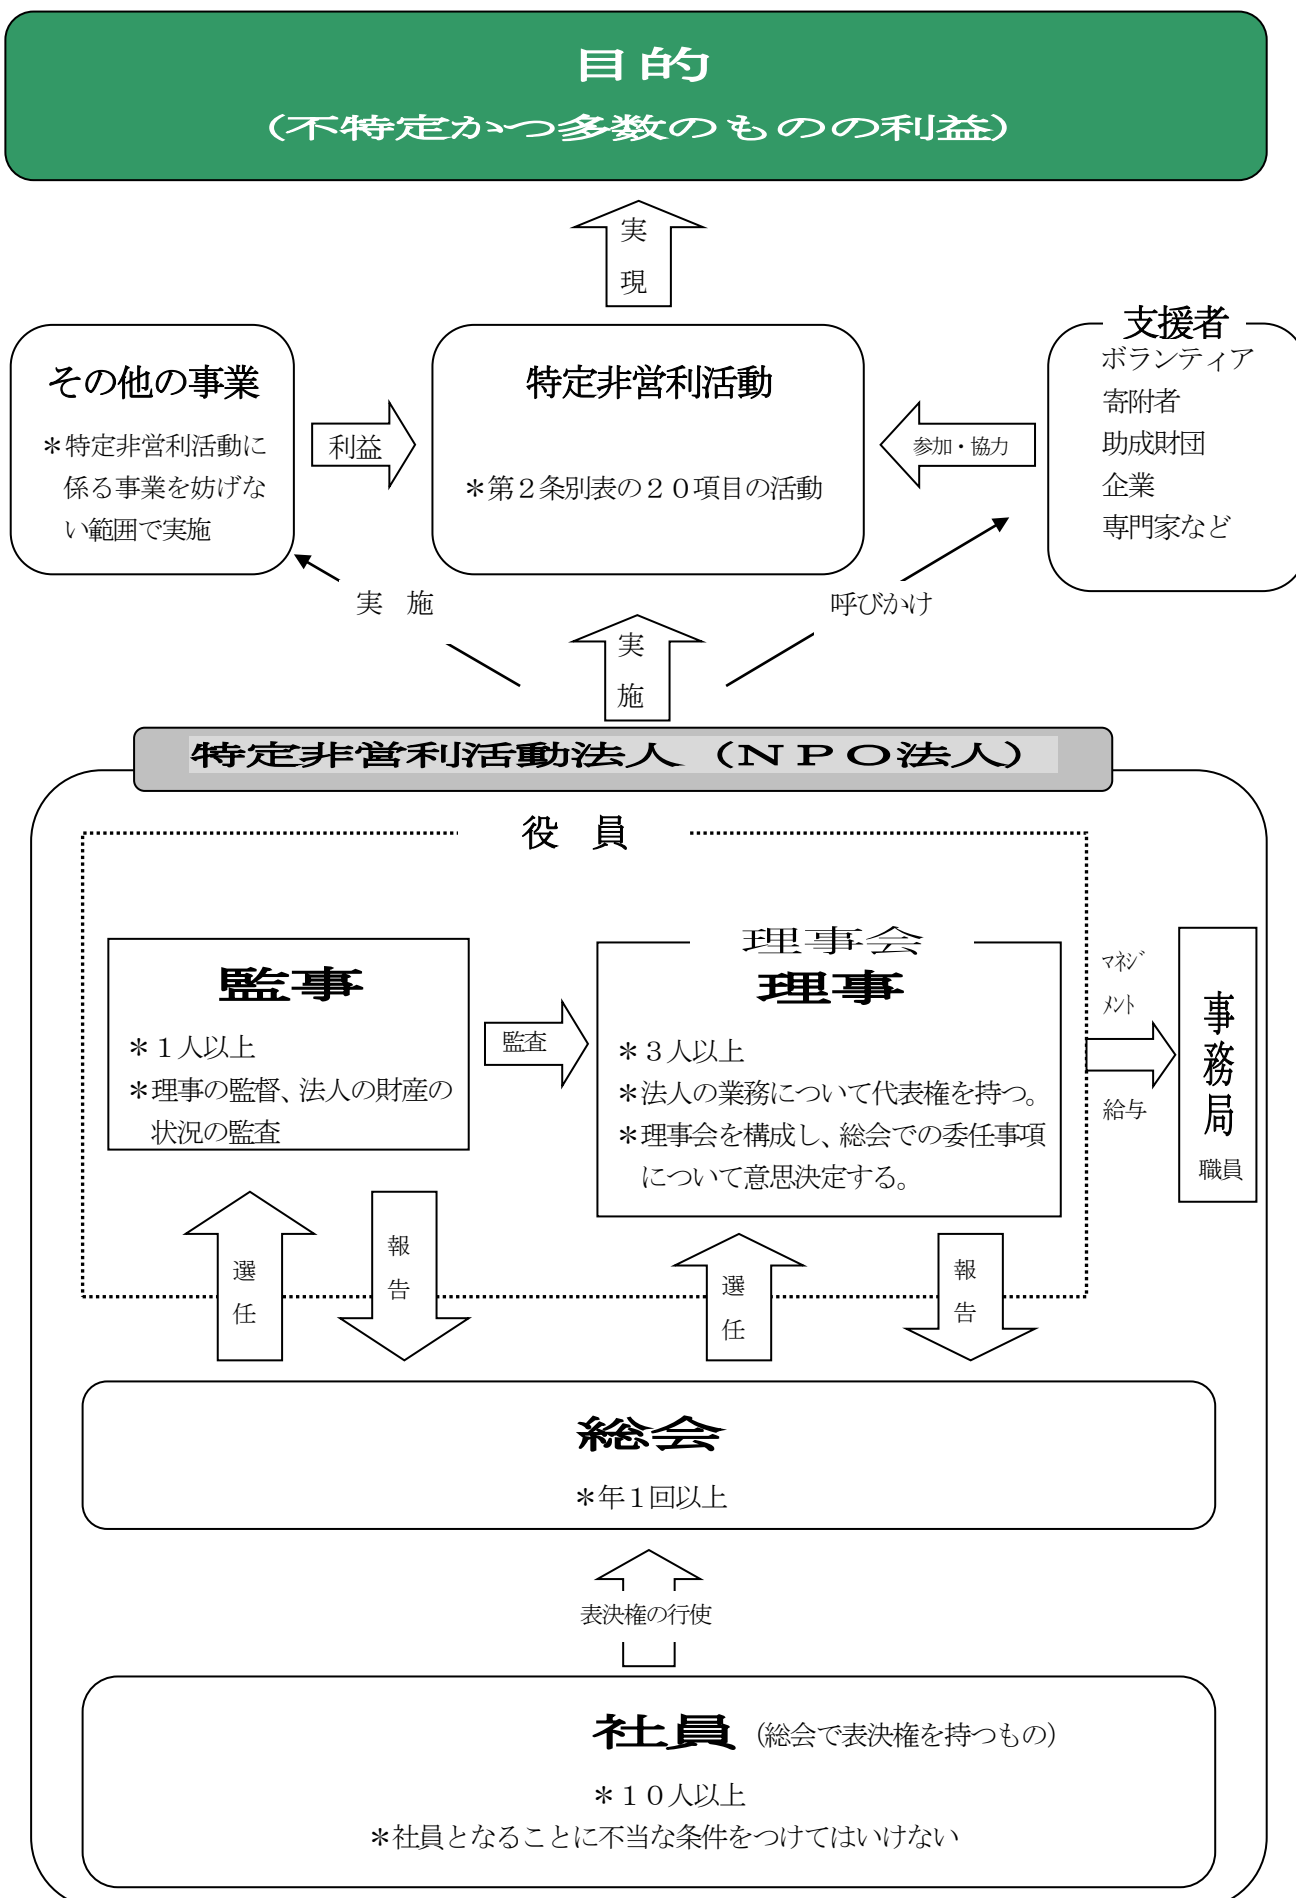 目的
（不特定かつ多数のものの利益）
実
現
その他の事業
＊特定非営利活動に
係る事業を妨げな
い範囲で実施
利益
特定非営利活動
＊第２条別表の２０項目の活動
参加・協力
支援者
ボランティア
寄附者
助成財団
企業
専門家など
実　施
実
施
呼びかけ
特定非営利活動法人（ＮＰＯ法人）
役　員
監事
＊１人以上
＊理事の監督、法人の財産の
状況の監査
監査
理事会
理事
＊３人以上
＊法人の業務について代表権を持つ。
＊理事会を構成し、総会での委任事項
について意思決定する。
ﾏﾈｼﾞ
ﾒﾝﾄ
給与
事務局
職員
選
任
報
告
選
任
報
告
総会
＊年１回以上
表決権の行使
社員（総会で表決権を持つもの）
＊１０人以上
＊社員となることに不当な条件をつけてはいけない